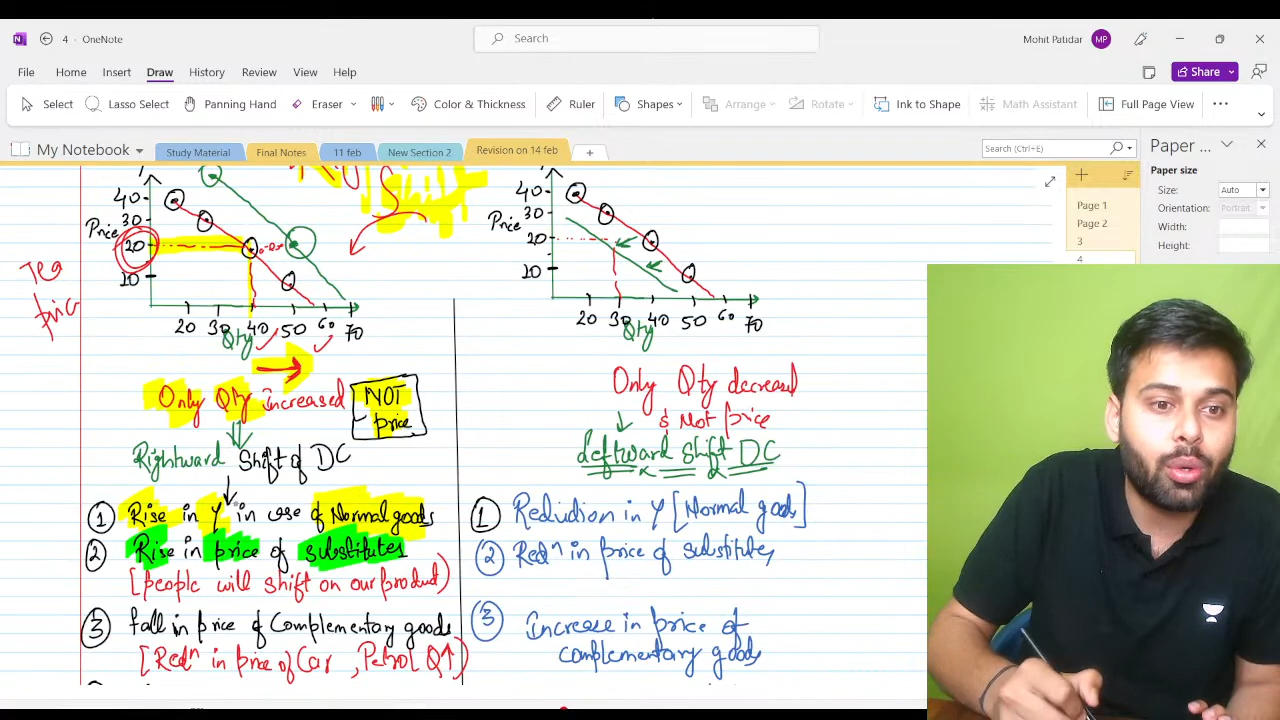 4 - OneNote
Search
Mohit Patidar
MP
File Home Insert Draw History Review View Help
Select Lasso Select Panning Hand Eraser Color & Texture Ruler Shapes Arrange Rotate Ink to Shape Math Assistant Full Page View
My Notebook
Study Material
Final Notes
11 feb
New Section 2
Revision on 14 feb
+
Search (Ctrl+E)
Paper ...
Paper size
Size: Auto
Orientation: Portrait
Width:
Height:
Page 1
Page 2
3
4
Tea
Price
40
30
20
10
20 30 40 50 60 70
Qty
Only Qty increased
NOT
price
Rightward Shift of DC
1 Rise in Y in case of Normal goods
2 Rise in price of substitutes
[people will shift on our product)
3 fall in price of Complementary goods
[Redn in price of Car, Petrol Q↑)
Price
40
30
20
10
20 30 40 50 60 70
Qty
Only Qty decreased
& Not price
Leftward shift DC
1 Reduction in Y [Normal goods]
2 Redn in price of substitutes
3 Increase in price of
complementary goods